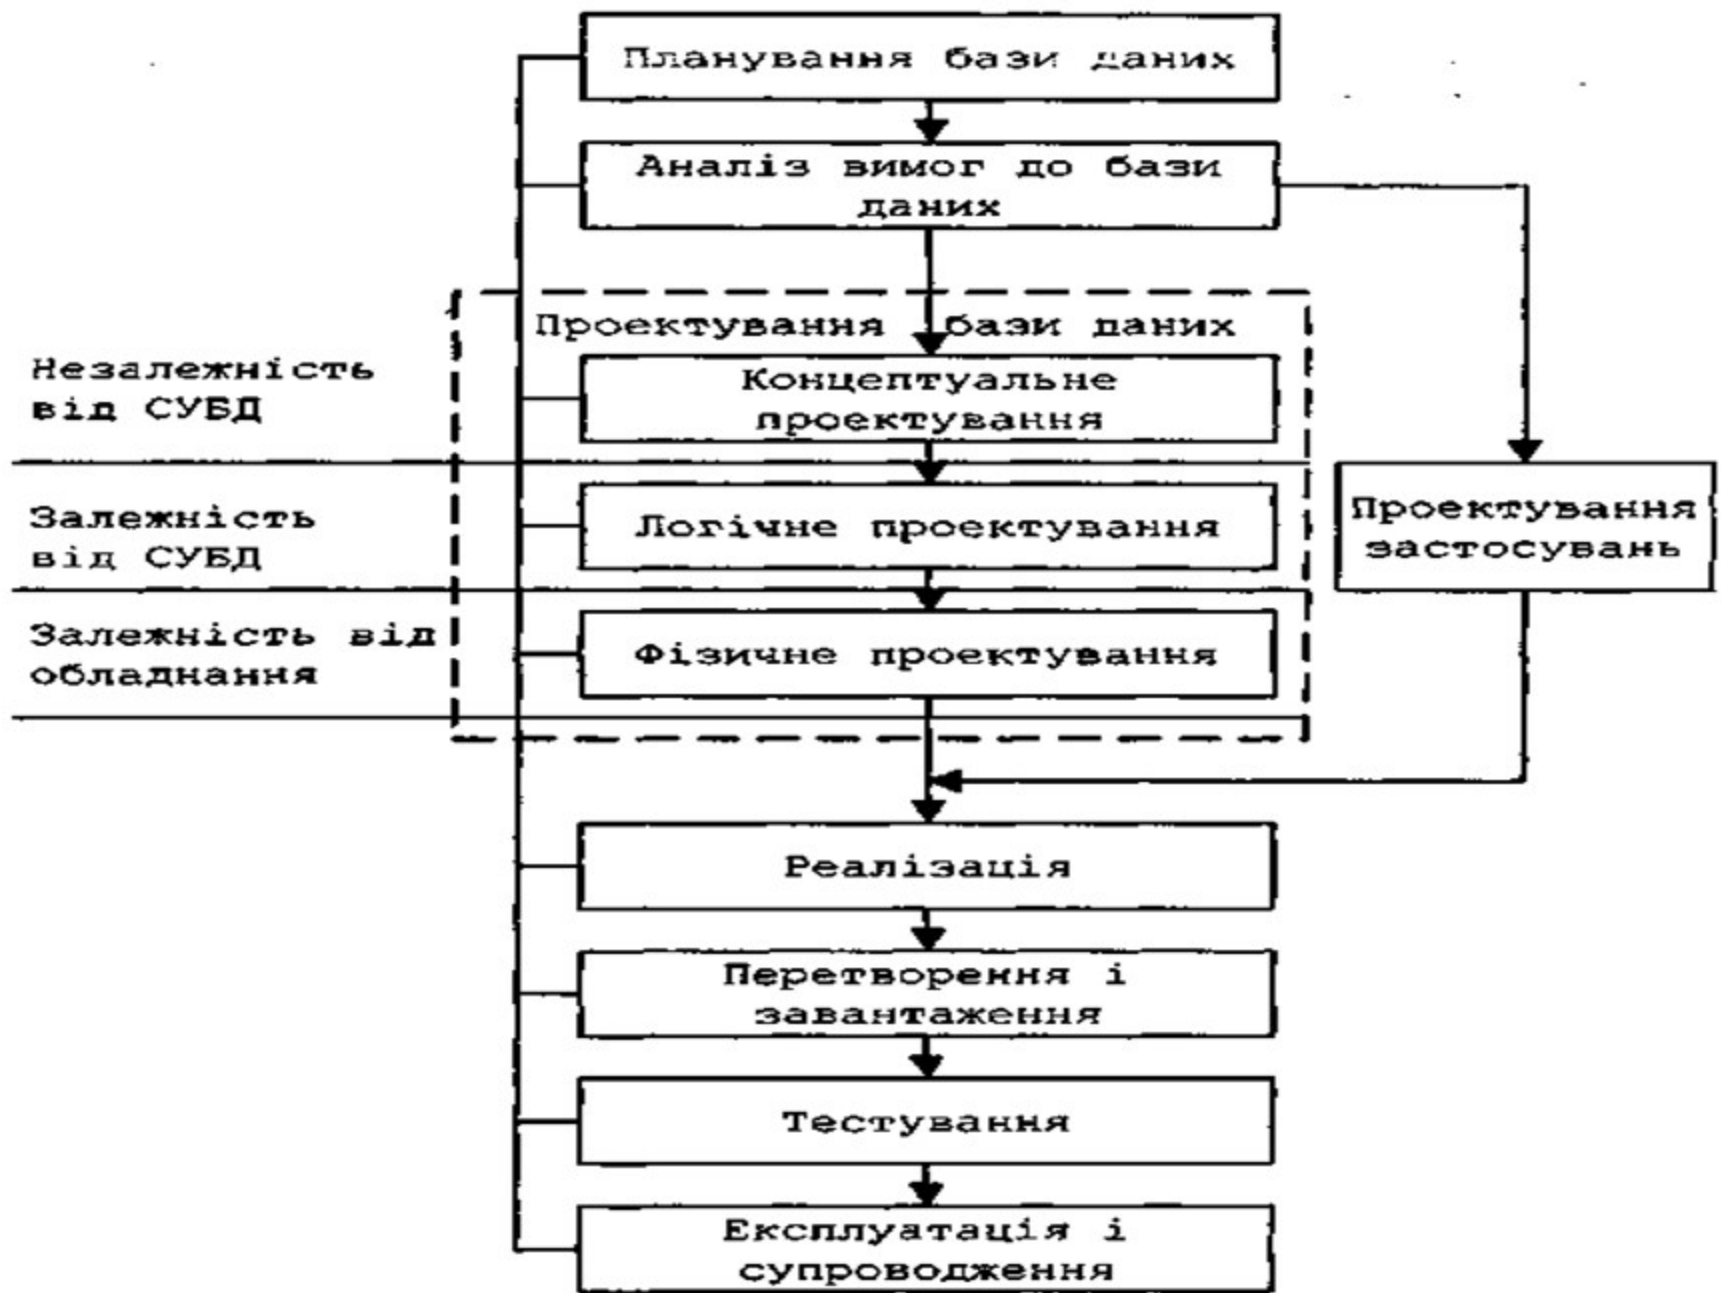 Планування бази даних
Аналіз вимог до бази
даних
Проектування бази даних
Незалежність
від СУБД
Концептуальне
проектування
Залежність
від СУБД
Логічне проектування
Проектування
застосувань
Залежність від
обладнання
Фізичне проектування
Реалізація
Перетворення і
завантаження
Тестування
Експлуатація і
супроводження